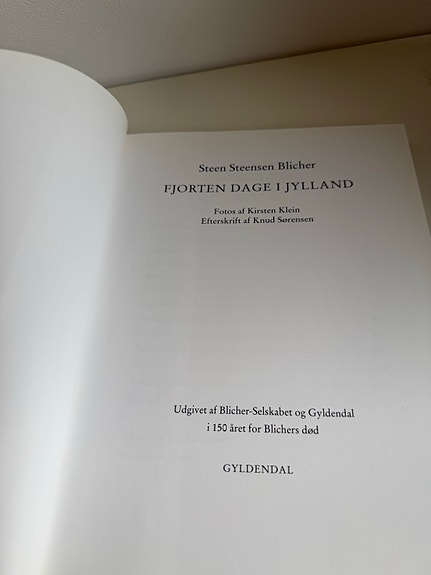 Steen Steensen Blicher
FJORTEN DAGE I JYLLAND
Fotos af Kirsten Klein
Efterskrift af Knud Sørensen
Udgivet af Blicher-Selskabet og Gyldendal
i 150 året for Blichers død
GYLDENDAL